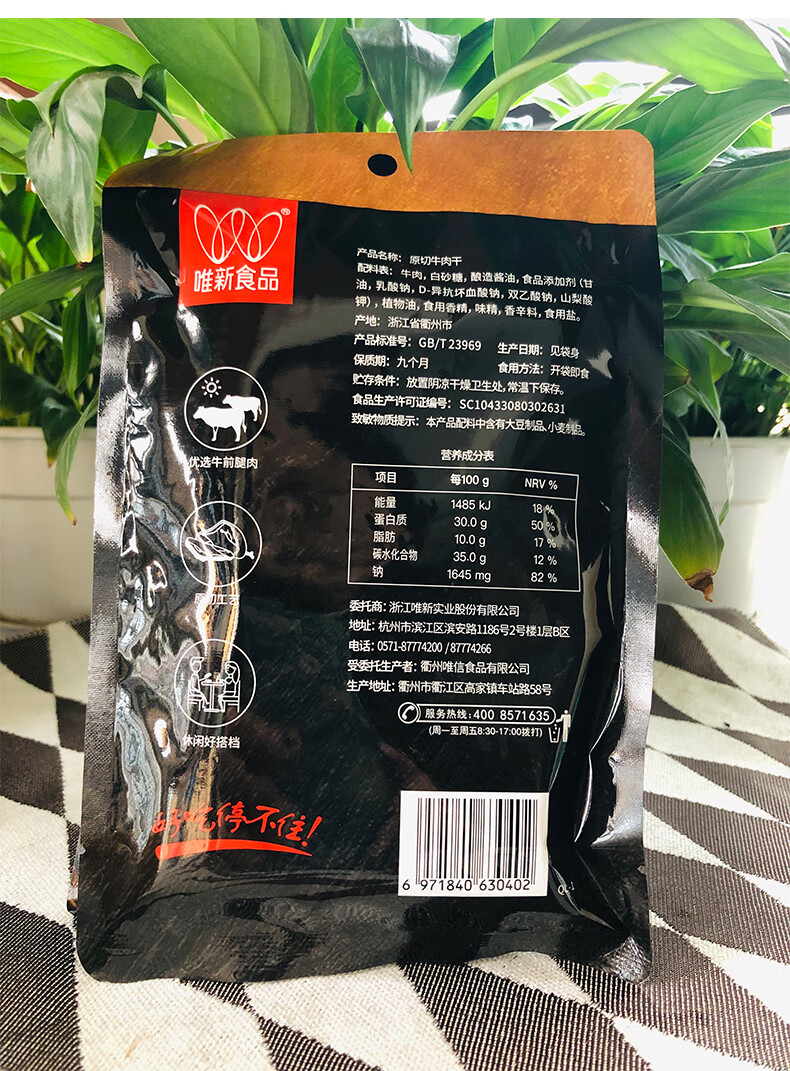 唯新食品
®
产品名称：原切牛肉干
配料表：牛肉，白砂糖，酿造酱油，食品添加剂（甘
油，乳酸钠，D-异抗坏血酸钠，双乙酸钠，山梨酸
钾），植物油，食用香精，味精，香辛料，食用盐。
产地：浙江省衢州市
产品标准号：GB/T 23969 生产日期：见袋身
保质期：九个月 食用方法：开袋即食
贮存条件：放置阴凉干燥卫生处，常温下保存。
食品生产许可证编号：SC10433080302631
致敏物质提示：本产品配料中含有大豆制品、小麦制品。
优选牛前腿肉
原切工艺
休闲好搭档
营养成分表
项目 每100 g NRV %
能量 1485 kJ 18 %
蛋白质 30.0 g 50 %
脂肪 10.0 g 17 %
碳水化合物 35.0 g 12 %
钠 1645 mg 82 %
委托商：浙江唯新实业股份有限公司
地址：杭州市滨江区滨安路1186号2号楼1层B区
电话：0571-87774200 / 87774266
受委托生产者：衢州唯信食品有限公司
生产地址：衢州市衢江区高家镇车站路58号
服务热线：400 8571635
(周一至周五8:30-17:00拨打)
好吃停不住！
6 971840 630402